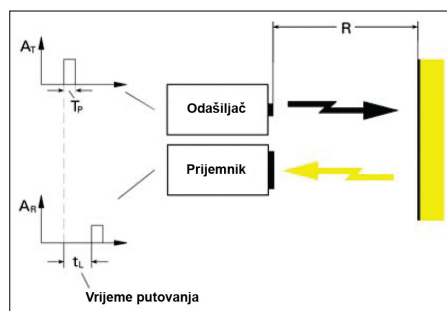 R
A_T
T_P
Odašiljač
Prijemnik
A_R
t_L
Vrijeme putovanja